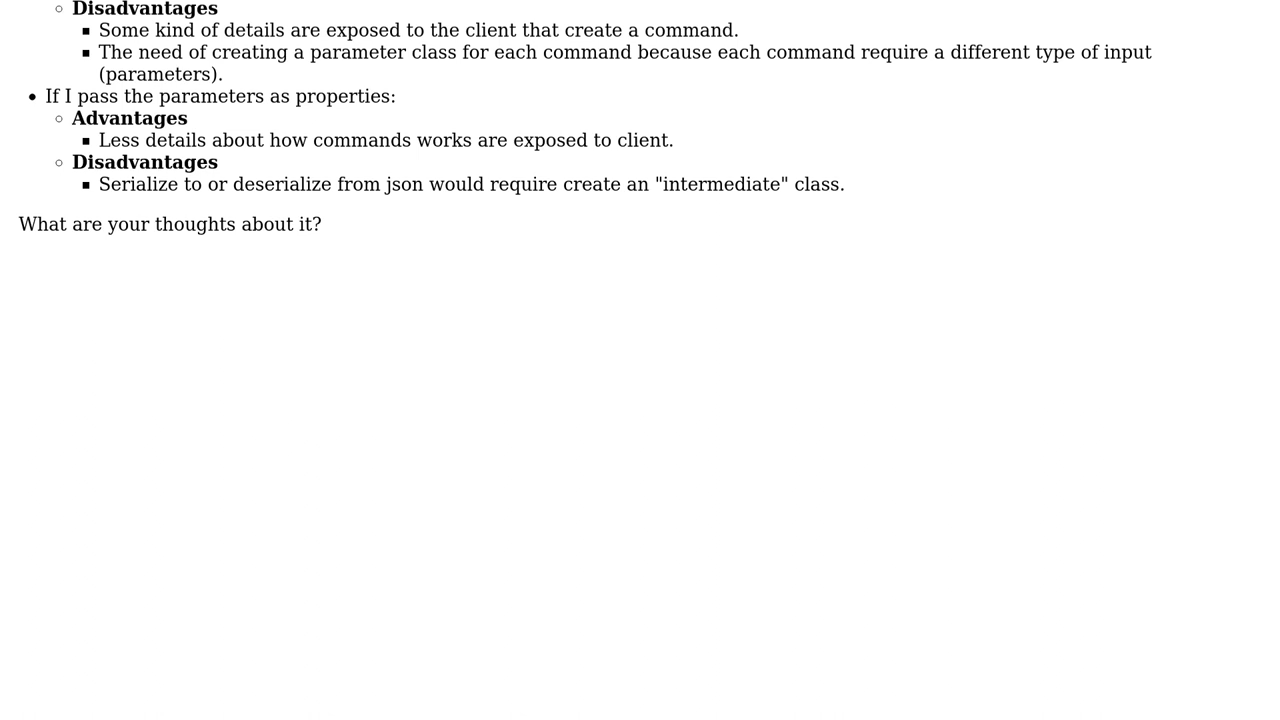 Disadvantages
Some kind of details are exposed to the client that create a command.
The need of creating a parameter class for each command because each command require a different type of input
(parameters).
If I pass the parameters as properties:
Advantages
Less details about how commands works are exposed to client.
Disadvantages
Serialize to or deserialize from json would require create an "intermediate" class.
What are your thoughts about it?